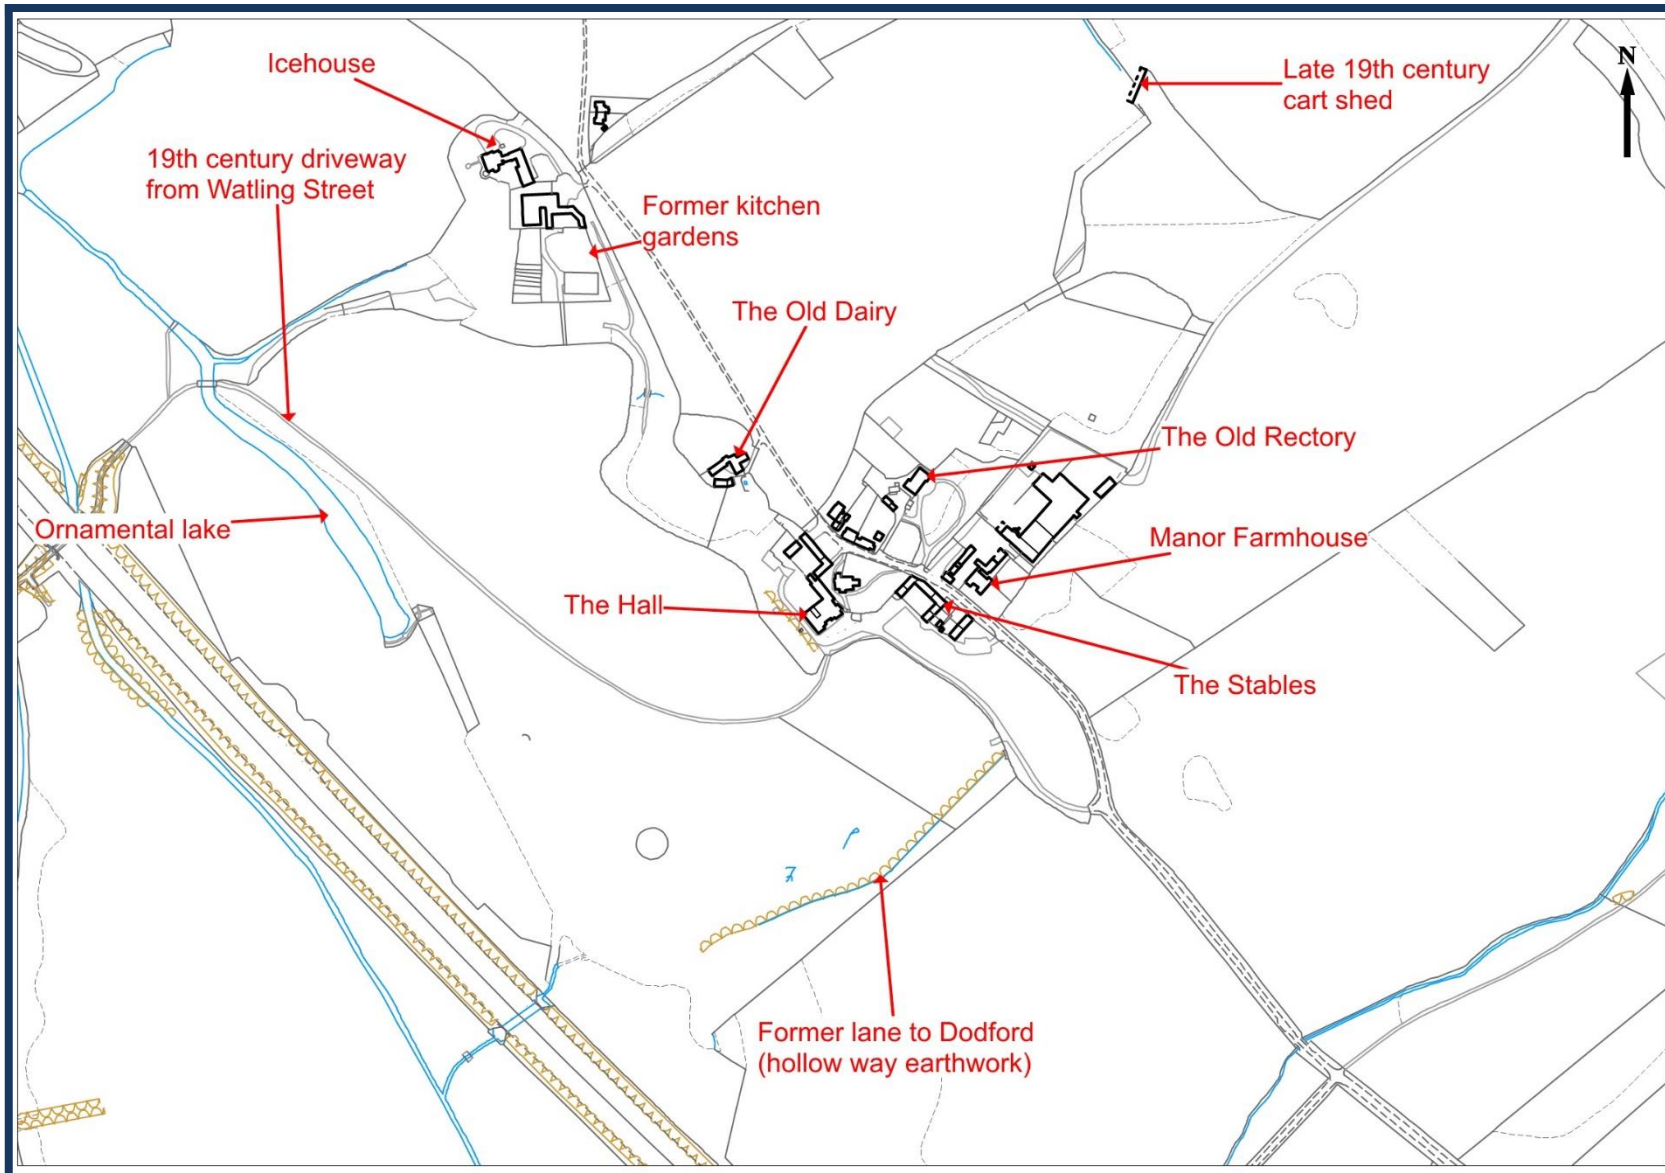 Icehouse
N
Late 19th century
cart shed
19th century driveway
from Watling Street
Former kitchen
gardens
The Old Dairy
The Old Rectory
Ornamental lake
Manor Farmhouse
The Hall
The Stables
Former lane to Dodford
(hollow way earthwork)